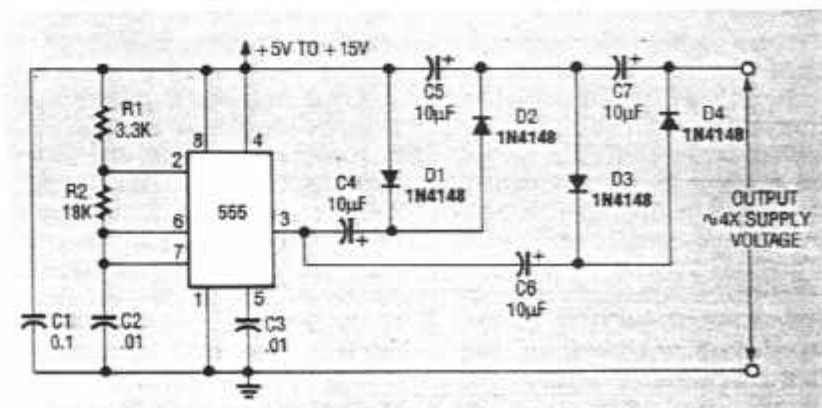 +5V TO +15V
R1
3.3K
R2
18K
8
4
2
6
7
555
3
1
5
C1
0.1
C2
.01
C3
.01
C4
10μF
+
D1
1N4148
C5
+
10μF
D2
1N4148
D3
1N4148
C6
+
10μF
C7
+
10μF
D4
1N4148
OUTPUT
≈4X SUPPLY
VOLTAGE